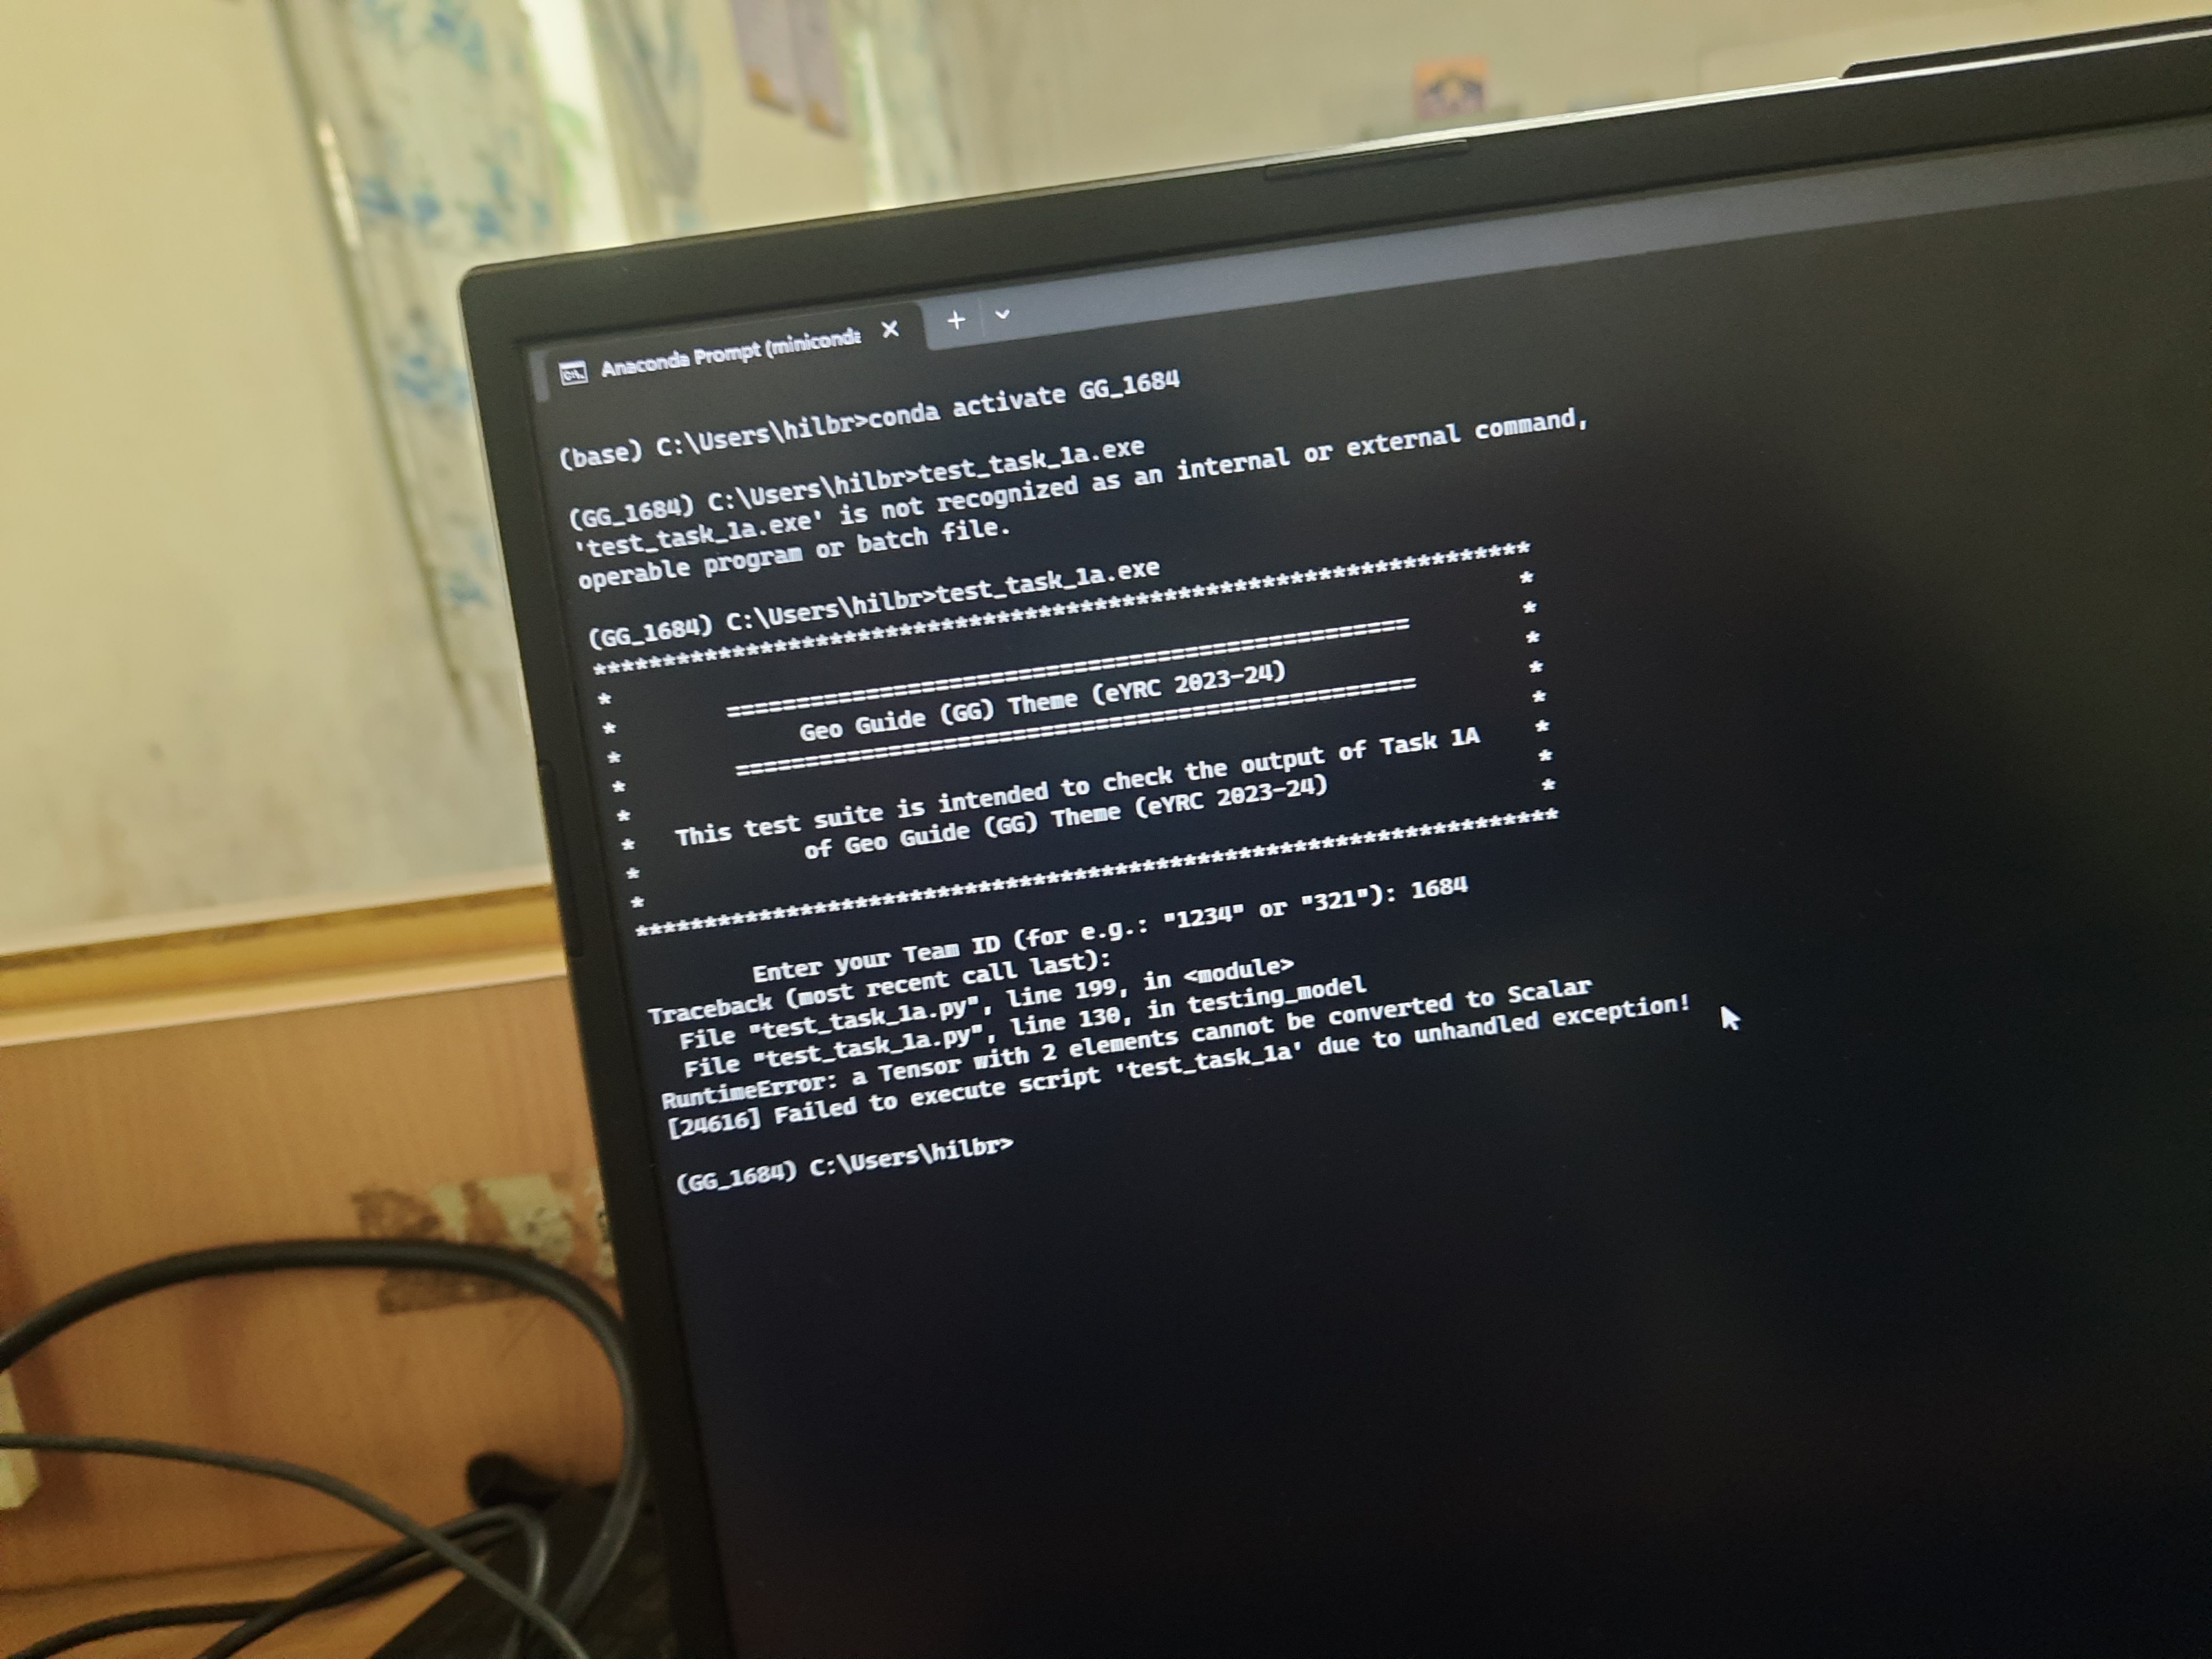 Anaconda Prompt (miniconda
(base) C:\Users\hilbr>conda activate GG_1684
(GG_1684) C:\Users\hilbr>test_task_1a.exe
'test_task_1a.exe' is not recognized as an internal or external command,
operable program or batch file.
(GG_1684) C:\Users\hilbr>test_task_1a.exe
*******************************************************************
* *
* ================================================== *
* Geo Guide (GG) Theme (eYRC 2023-24) *
* ================================================== *
* *
* This test suite is intended to check the output of Task 1A *
* of Geo Guide (GG) Theme (eYRC 2023-24) *
* *
*******************************************************************
Enter your Team ID (for e.g.: "1234" or "321"): 1684
Traceback (most recent call last):
File "test_task_1a.py", line 199, in <module>
File "test_task_1a.py", line 130, in testing_model
RuntimeError: a Tensor with 2 elements cannot be converted to Scalar
[24616] Failed to execute script 'test_task_1a' due to unhandled exception!
(GG_1684) C:\Users\hilbr>